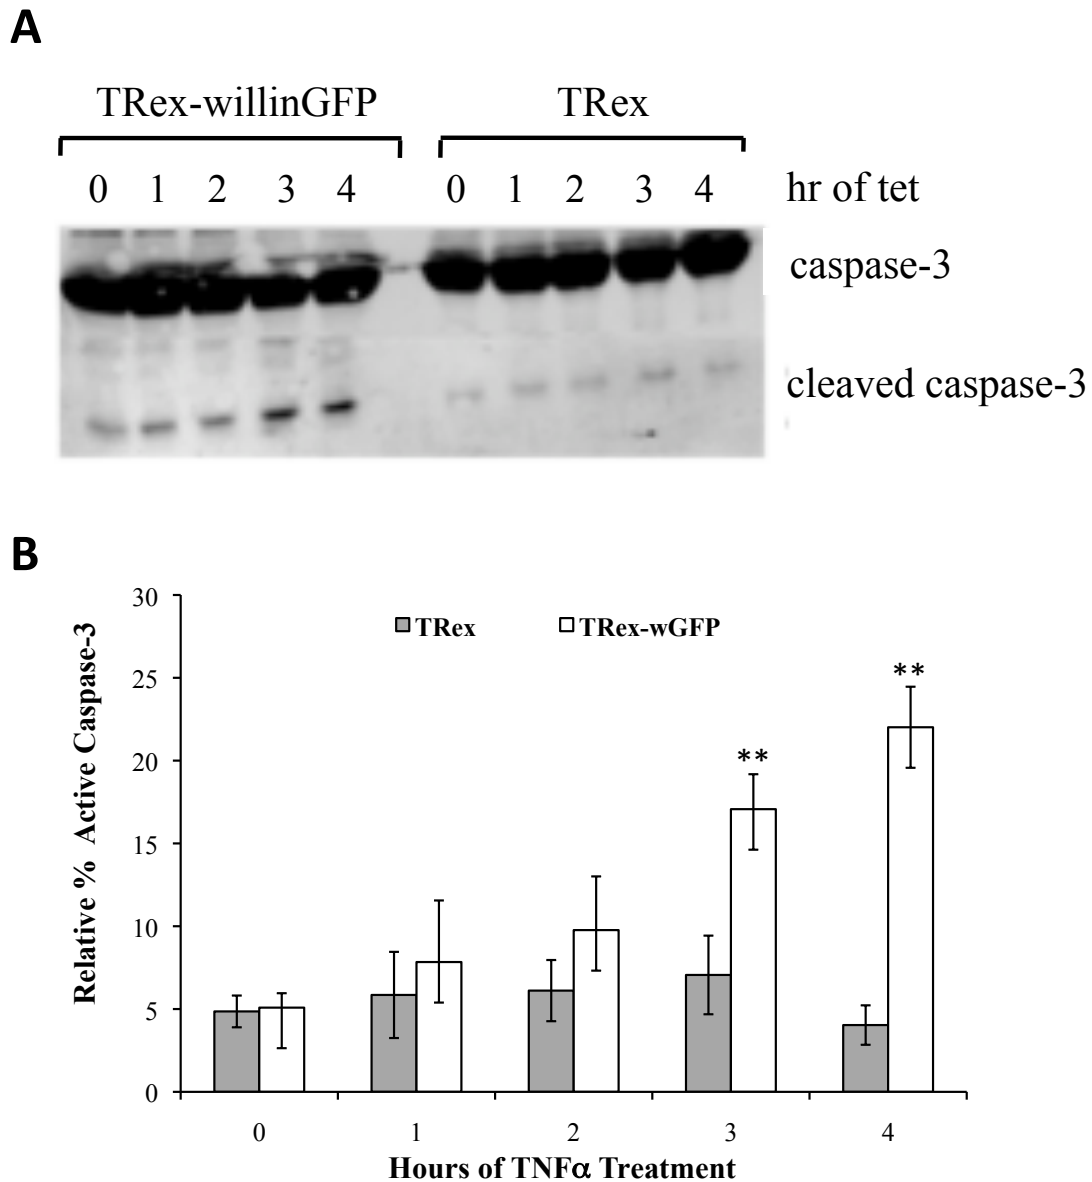 A
TRex-willinGFP TRex
0 1 2 3 4 0 1 2 3 4 hr of tet
caspase-3
cleaved caspase-3
B
30
TRex TRex-wGFP
25
20
15
10
5
0
Relative % Active Caspase-3
**
**
0 1 2 3 4
Hours of TNFα Treatment